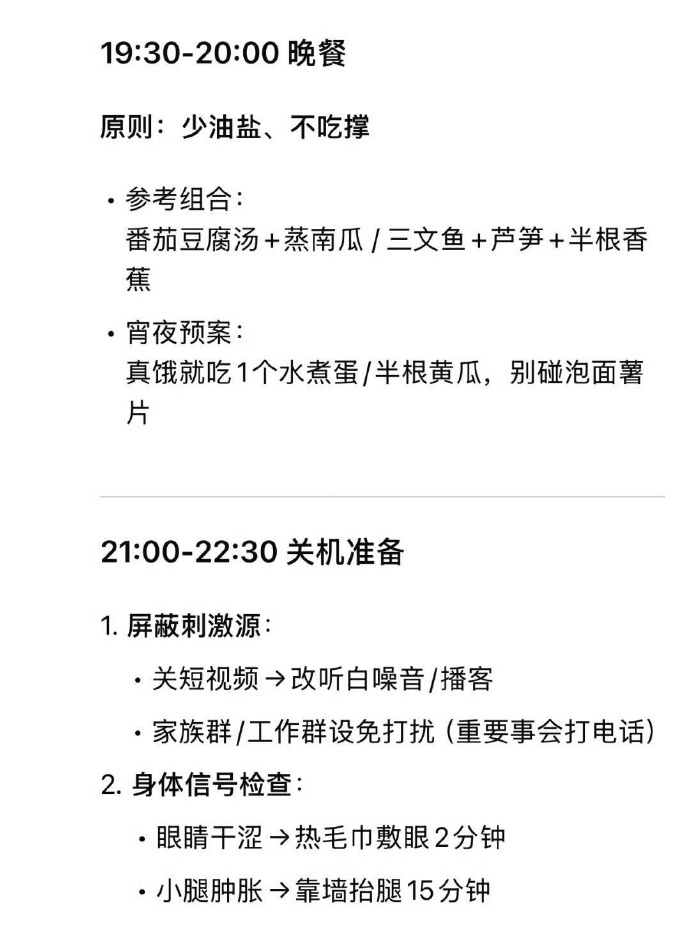 19:30-20:00 晚餐
原则：少油盐、不吃撑
• 参考组合：
番茄豆腐汤+蒸南瓜 / 三文鱼+芦笋+半根香
蕉
• 宵夜预案：
真饿就吃1个水煮蛋/半根黄瓜，别碰泡面薯
片
21:00-22:30 关机准备
1. 屏蔽刺激源：
• 关短视频→改听白噪音/播客
• 家族群/工作群设免打扰（重要事会打电话）
2. 身体信号检查：
• 眼睛干涩→热毛巾敷眼2分钟
• 小腿肿胀→靠墙抬腿15分钟